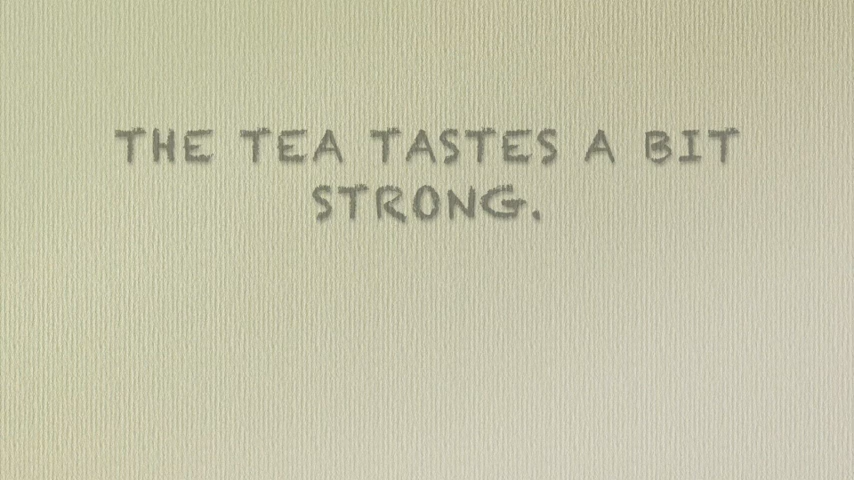 THE TEA TASTES A BIT
STRONG.